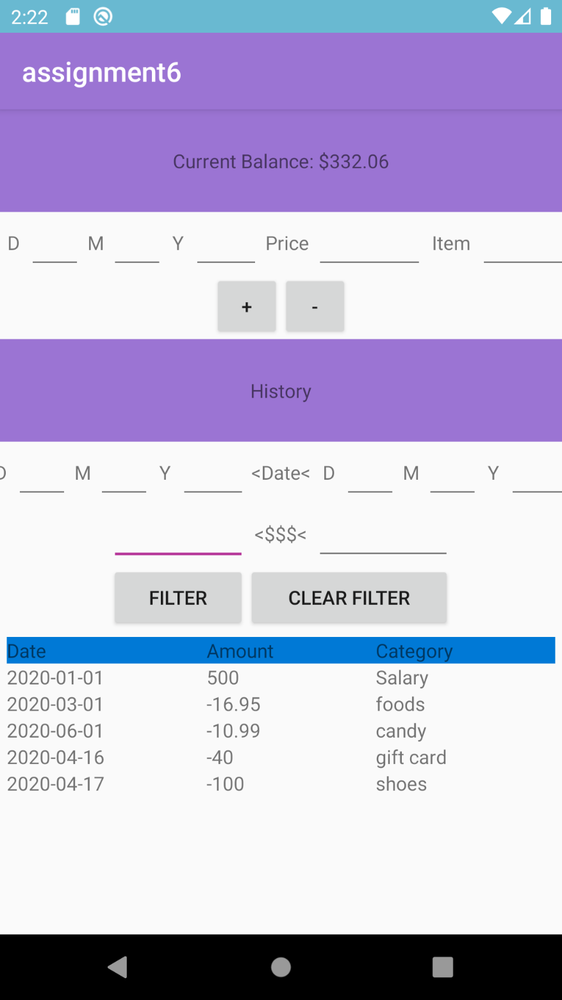 2:22
assignment6
Current Balance: $332.06
D M Y Price Item
+ -
History
D M Y <Date< D M Y
<$$$<
FILTER CLEAR FILTER
Date Amount Category
2020-01-01 500 Salary
2020-03-01 -16.95 foods
2020-06-01 -10.99 candy
2020-04-16 -40 gift card
2020-04-17 -100 shoes